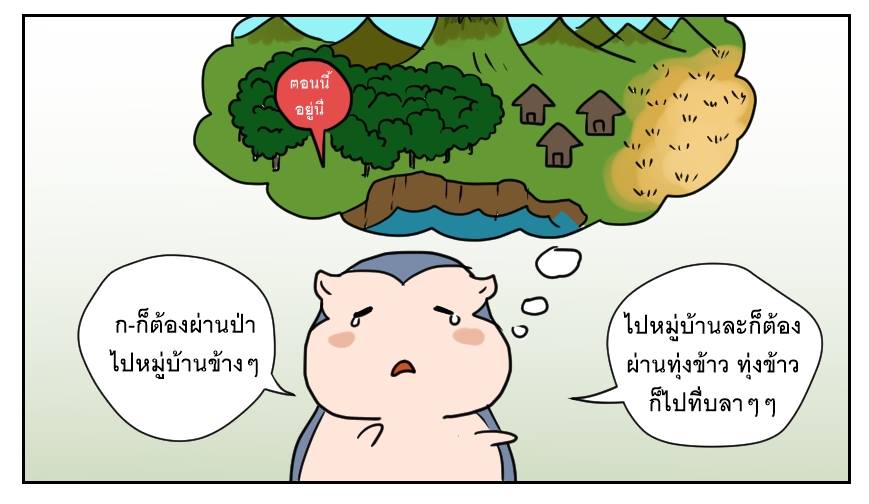 ตอนนี้
อยู่นี่
ก-ก็ต้องผ่านป่า
ไปหมู่บ้านข้างๆ
ไปหมู่บ้านละก็ต้อง
ผ่านทุ่งข้าว ทุ่งข้าว
ก็ไปที่บลาๆๆ